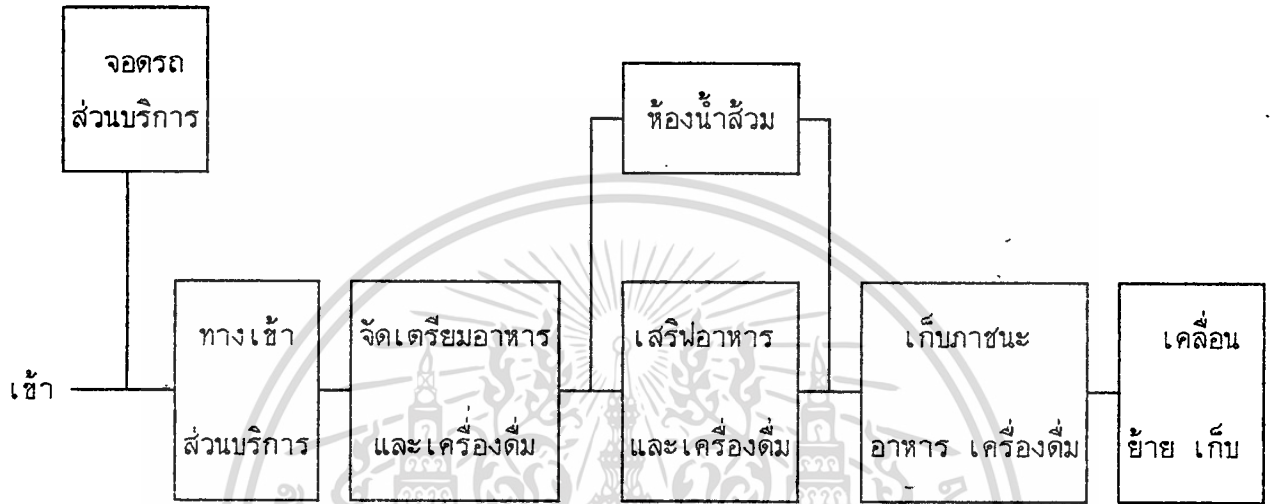 จอดรถ
ส่วนบริการ
ห้องน้ำส้วม
เข้า
ทางเข้า
ส่วนบริการ
จัดเตรียมอาหาร
และเครื่องดื่ม
เสริฟอาหาร
และเครื่องดื่ม
เก็บภาชนะ
อาหาร เครื่องดื่ม
เคลื่อน
ย้าย เก็บ